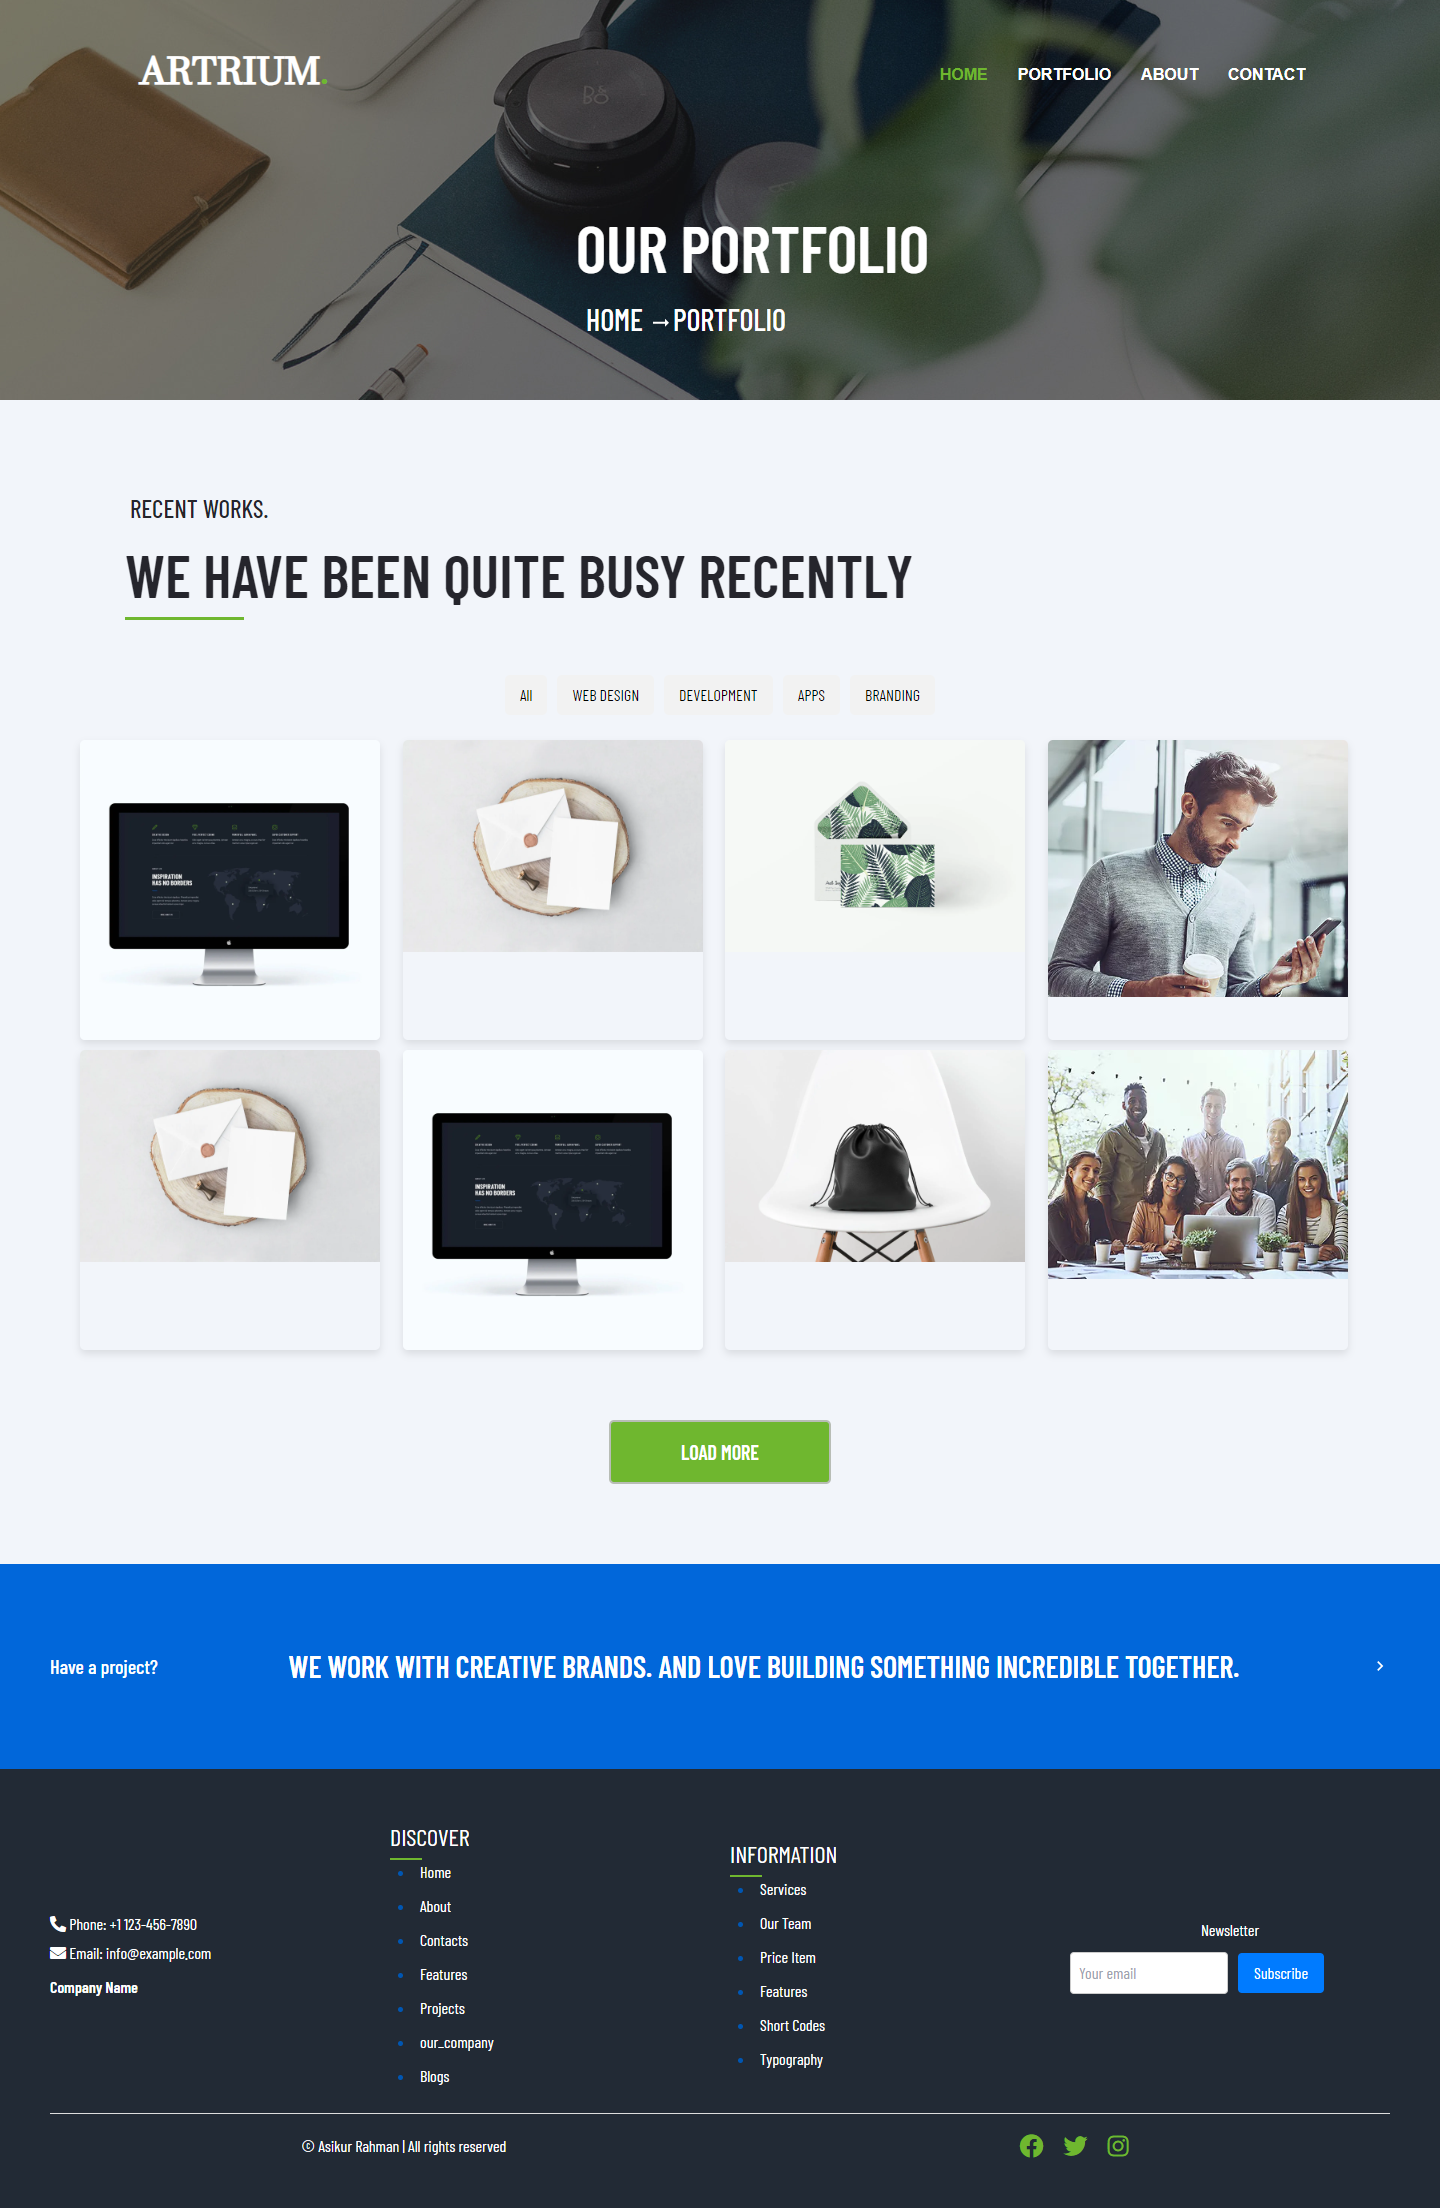 ARTRIUM.
HOME PORTFOLIO ABOUT CONTACT
B&O
OUR PORTFOLIO
HOME → PORTFOLIO
RECENT WORKS.
WE HAVE BEEN QUITE BUSY RECENTLY
All WEB DESIGN DEVELOPMENT APPS BRANDING
INSPIRATION
HAS NO BORDERS
INSPIRATION
HAS NO BORDERS
LOAD MORE
Have a project?
WE WORK WITH CREATIVE BRANDS. AND LOVE BUILDING SOMETHING INCREDIBLE TOGETHER.
Phone: +1 123-456-7890
Email: info@example.com
Company Name
DISCOVER
Home
About
Contacts
Features
Projects
our_company
Blogs
INFORMATION
Services
Our Team
Price Item
Features
Short Codes
Typography
Newsletter
Your email
Subscribe
© Asikur Rahman | All rights reserved